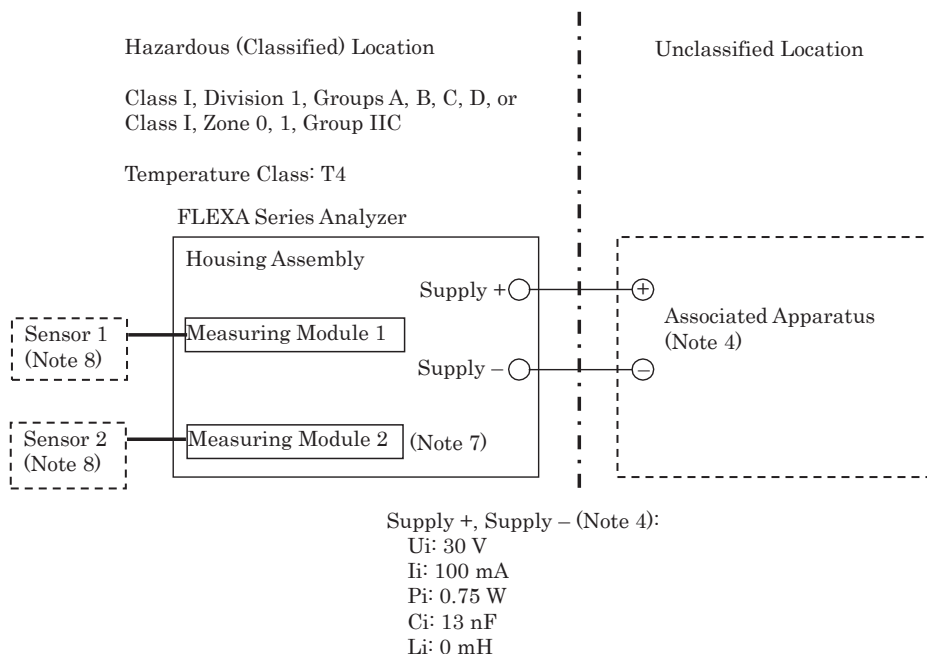 Hazardous (Classified) Location
Unclassified Location
Class I, Division 1, Groups A, B, C, D, or
Class I, Zone 0, 1, Group IIC
Temperature Class: T4
FLEXA Series Analyzer
Housing Assembly
Supply +
+
Sensor 1
(Note 8)
Measuring Module 1
Associated Apparatus
(Note 4)
Supply –
–
Sensor 2
(Note 8)
Measuring Module 2
(Note 7)
Supply +, Supply – (Note 4):
Ui: 30 V
Ii: 100 mA
Pi: 0.75 W
Ci: 13 nF
Li: 0 mH